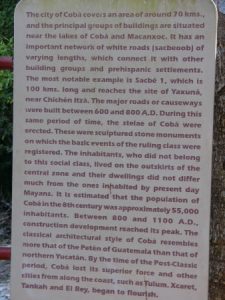 The city of Cobá covers an area of around 70 kms.,
and the principal groups of buildings are situated
near the lakes of Cobá and Macanxoc. It has an
important network of white roads (sacbeoob) of
varying lengths, which connect it with other
building groups and prehispanic settlements.
The most notable example is Sacbé 1, which is
100 kms. long and reaches the site of Yaxuná,
near Chichén Itzá. The major roads or causeways
were built between 600 and 800 A.D. During this
same period of time, the stelae of Cobá were
erected. These were sculptured stone monuments
on which the basic events of the ruling class were
registered. The inhabitants, who did not belong
to this social class, lived on the outskirts of the
central zone and their dwellings did not differ
much from the ones inhabited by present day
Mayans. It is estimated that the population of
Cobá in the 8th century was approximately 55,000
inhabitants. Between 800 and 1100 A.D.,
construction development reached its peak. The
classical architectural style of Cobá resembles
more that of the Petén of Guatemala than that of
northern Yucatán. By the time of the Post-Classic
period, Cobá lost its superior force and other
cities from along the coast, such as Tulum, Xcaret,
Tankah and El Rey, began to flourish.